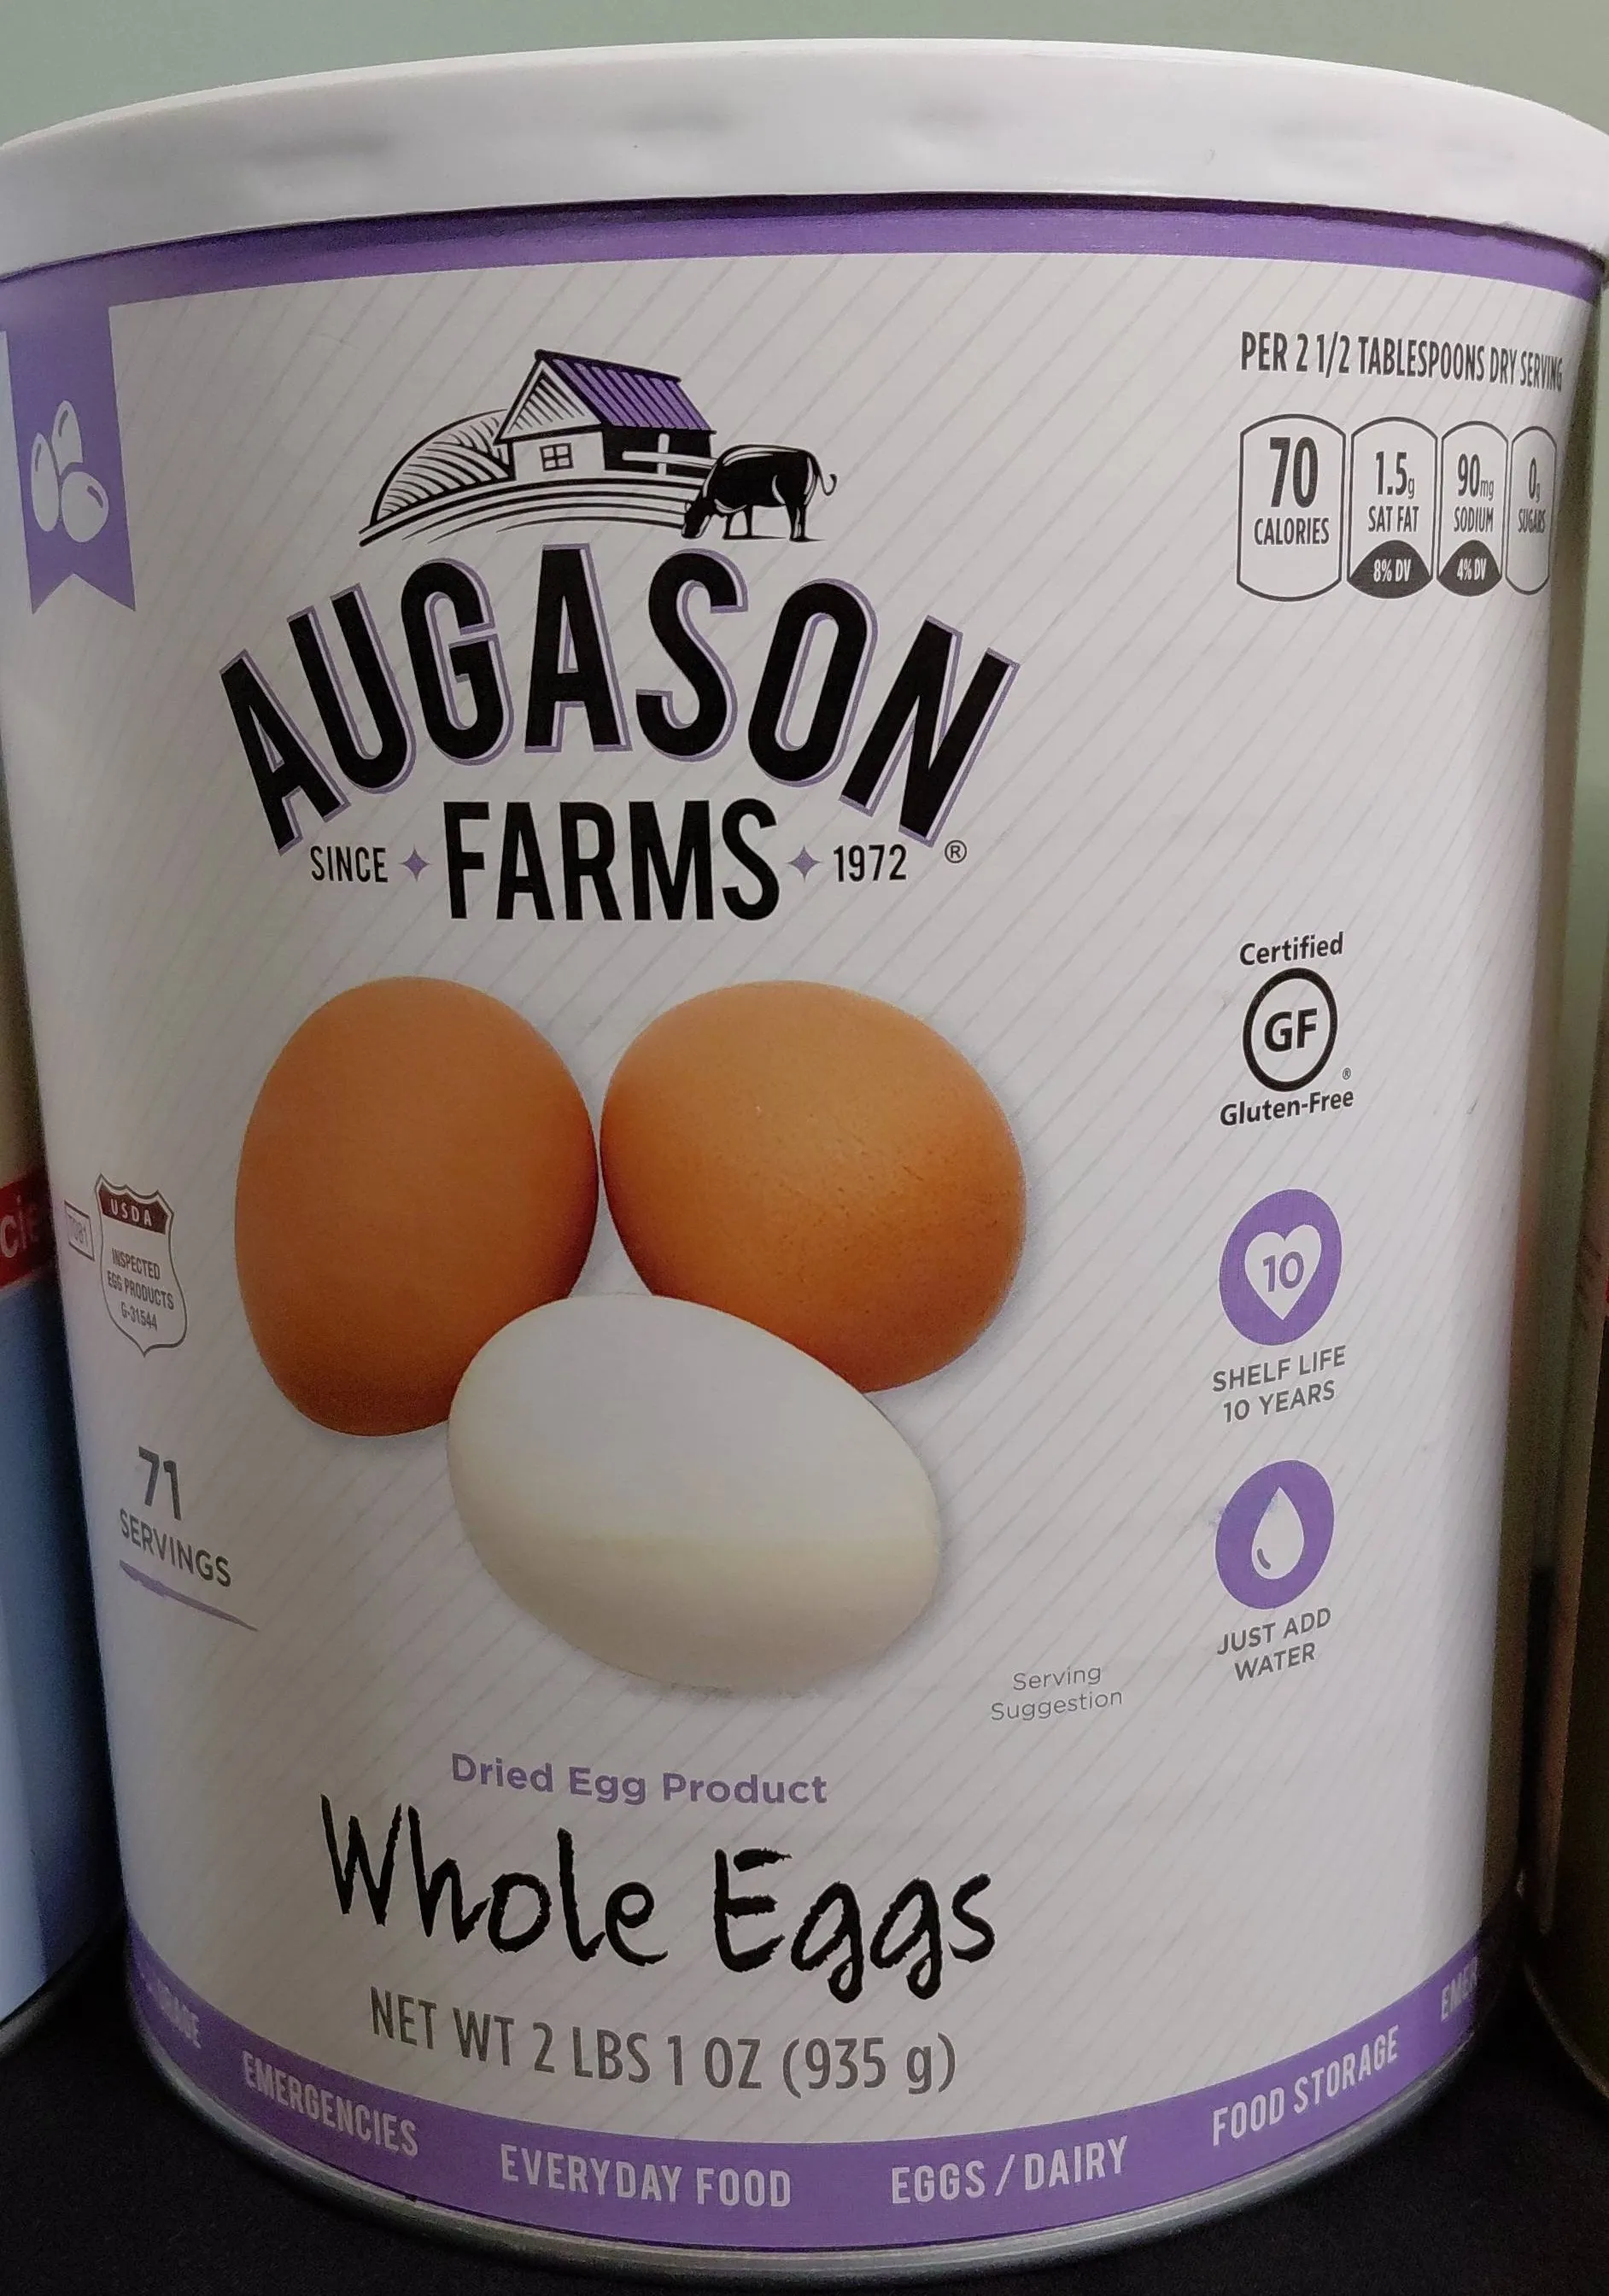 PER 2 1/2 TABLESPOONS DRY SERVING
70
CALORIES
1.5g
SAT FAT
8% DV
90mg
SODIUM
4% DV
0g
SUGARS
AUGASON
SINCE FARMS 1972 ®
Certified
GF
®
Gluten-Free
USDA
INSPECTED
EGG PRODUCTS
G-31544
10
SHELF LIFE
10 YEARS
71
SERVINGS
JUST ADD
WATER
Serving
Suggestion
Dried Egg Product
Whole Eggs
NET WT 2 LBS 1 OZ (935 g)
EMERGENCIES EVERYDAY FOOD EGGS / DAIRY FOOD STORAGE